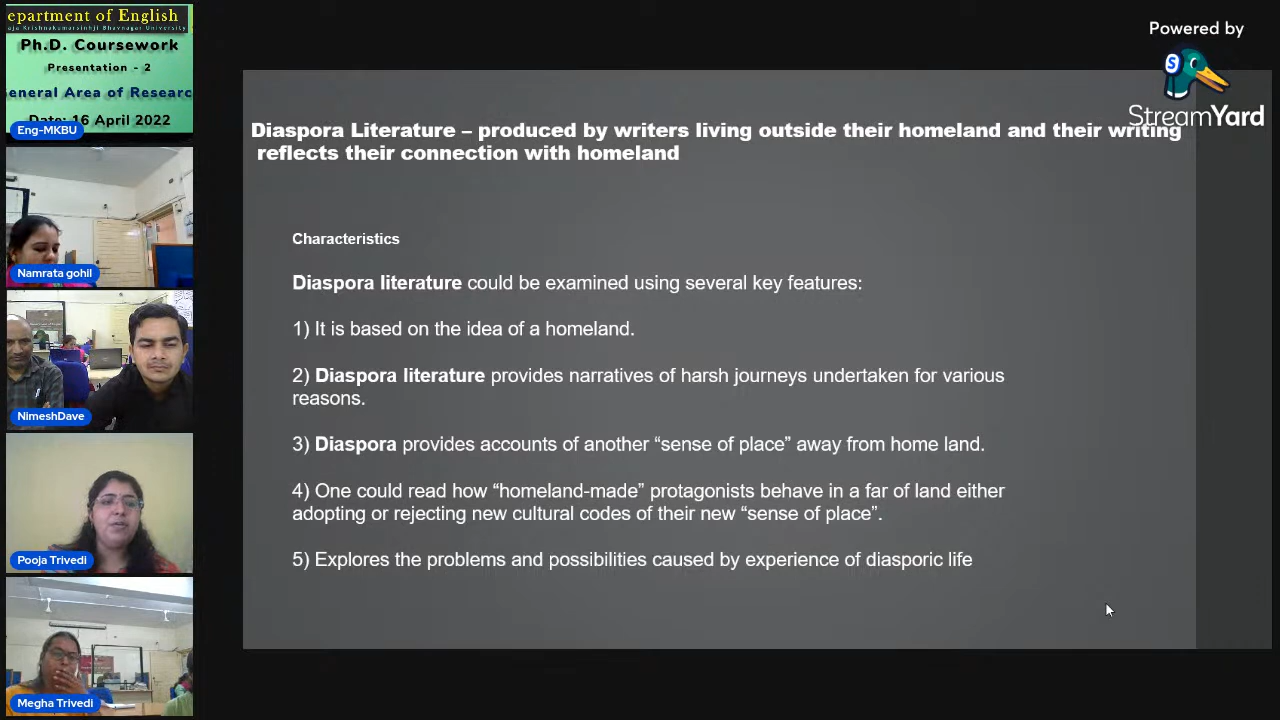 epartment of English
aja Krishnakumarsinhji Bhavnagar University
Ph.D. Coursework
Presentation - 2
eneral Area of Researc
Date: 16 April 2022
Eng-MKBU
Namrata gohil
NimeshDave
Pooja Trivedi
Megha Trivedi
Powered by
S
StreamYard
Diaspora Literature – produced by writers living outside their homeland and their writing
reflects their connection with homeland
Characteristics
Diaspora literature could be examined using several key features:
1) It is based on the idea of a homeland.
2) Diaspora literature provides narratives of harsh journeys undertaken for various
reasons.
3) Diaspora provides accounts of another “sense of place” away from home land.
4) One could read how “homeland-made” protagonists behave in a far of land either
adopting or rejecting new cultural codes of their new “sense of place”.
5) Explores the problems and possibilities caused by experience of diasporic life